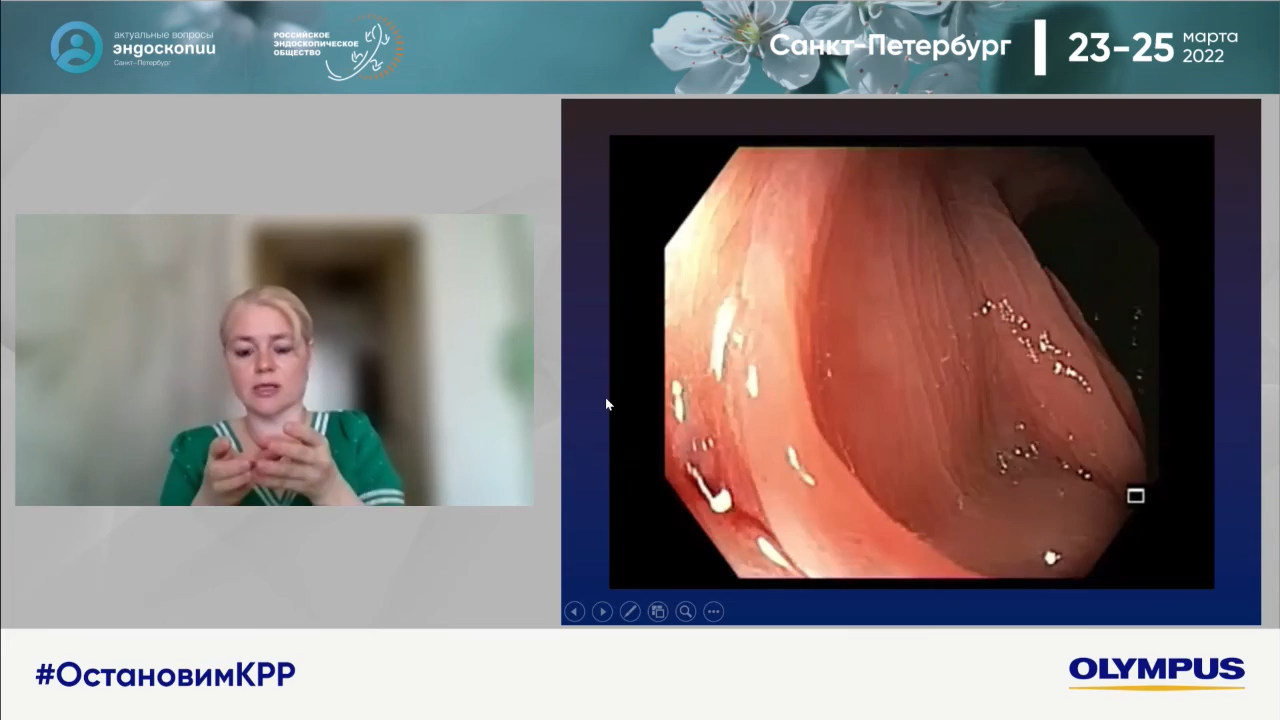 актуальные вопросы
эндоскопии
Санкт-Петербург
РОССИЙСКОЕ
ЭНДОСКОПИЧЕСКОЕ
ОБЩЕСТВО
Санкт-Петербург
23-25
марта
2022
#ОстановимКРР
OLYMPUS